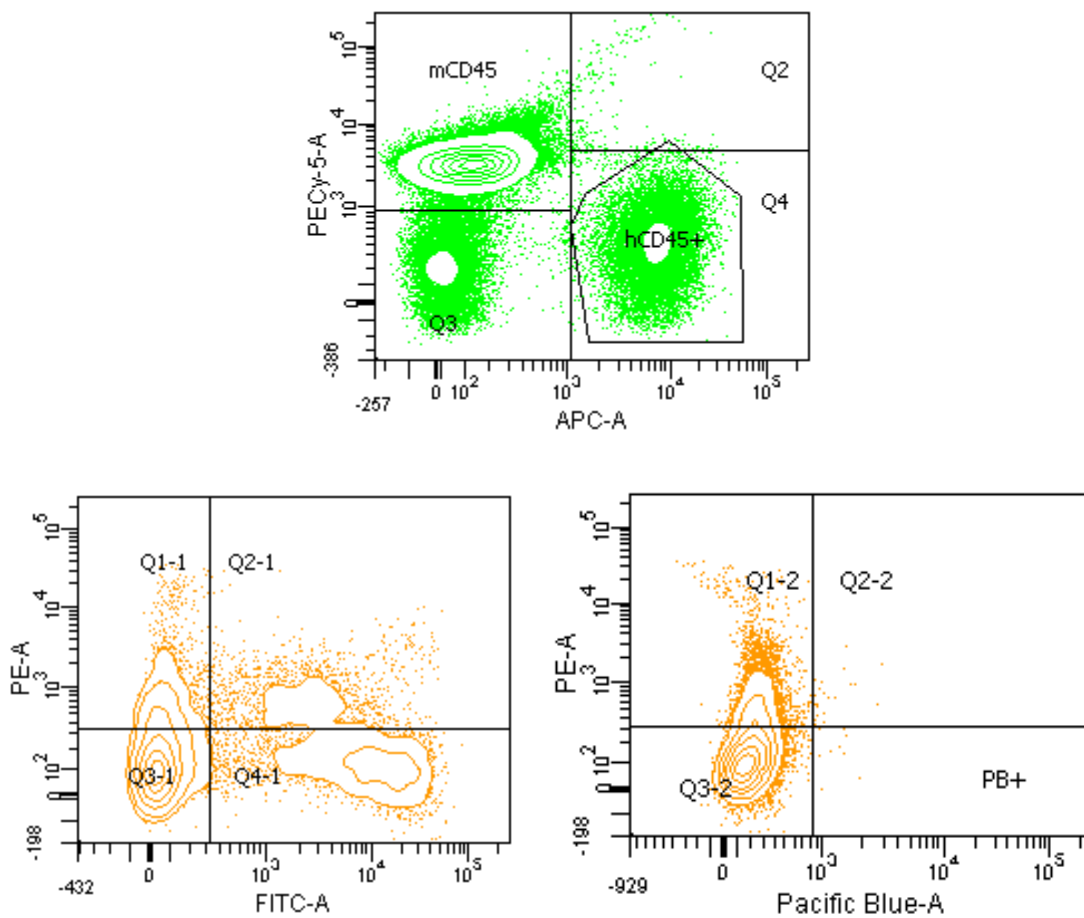 10^5
mCD45
Q2
10^4
PECy-5-A
10^3
Q4
hCD45+
0
Q3
-386
-257
0 10^2 10^3 10^4 10^5
APC-A
10^5
Q1-1 Q2-1
10^4
PE-A
10^3
10^2
Q3-1 Q4-1
0
-198
-432
0 10^3 10^4 10^5
FITC-A
10^5
Q1-2 Q2-2
10^4
PE-A
10^3
10^2
Q3-2 PB+
0
-198
-929
0 10^3 10^4 10^5
Pacific Blue-A